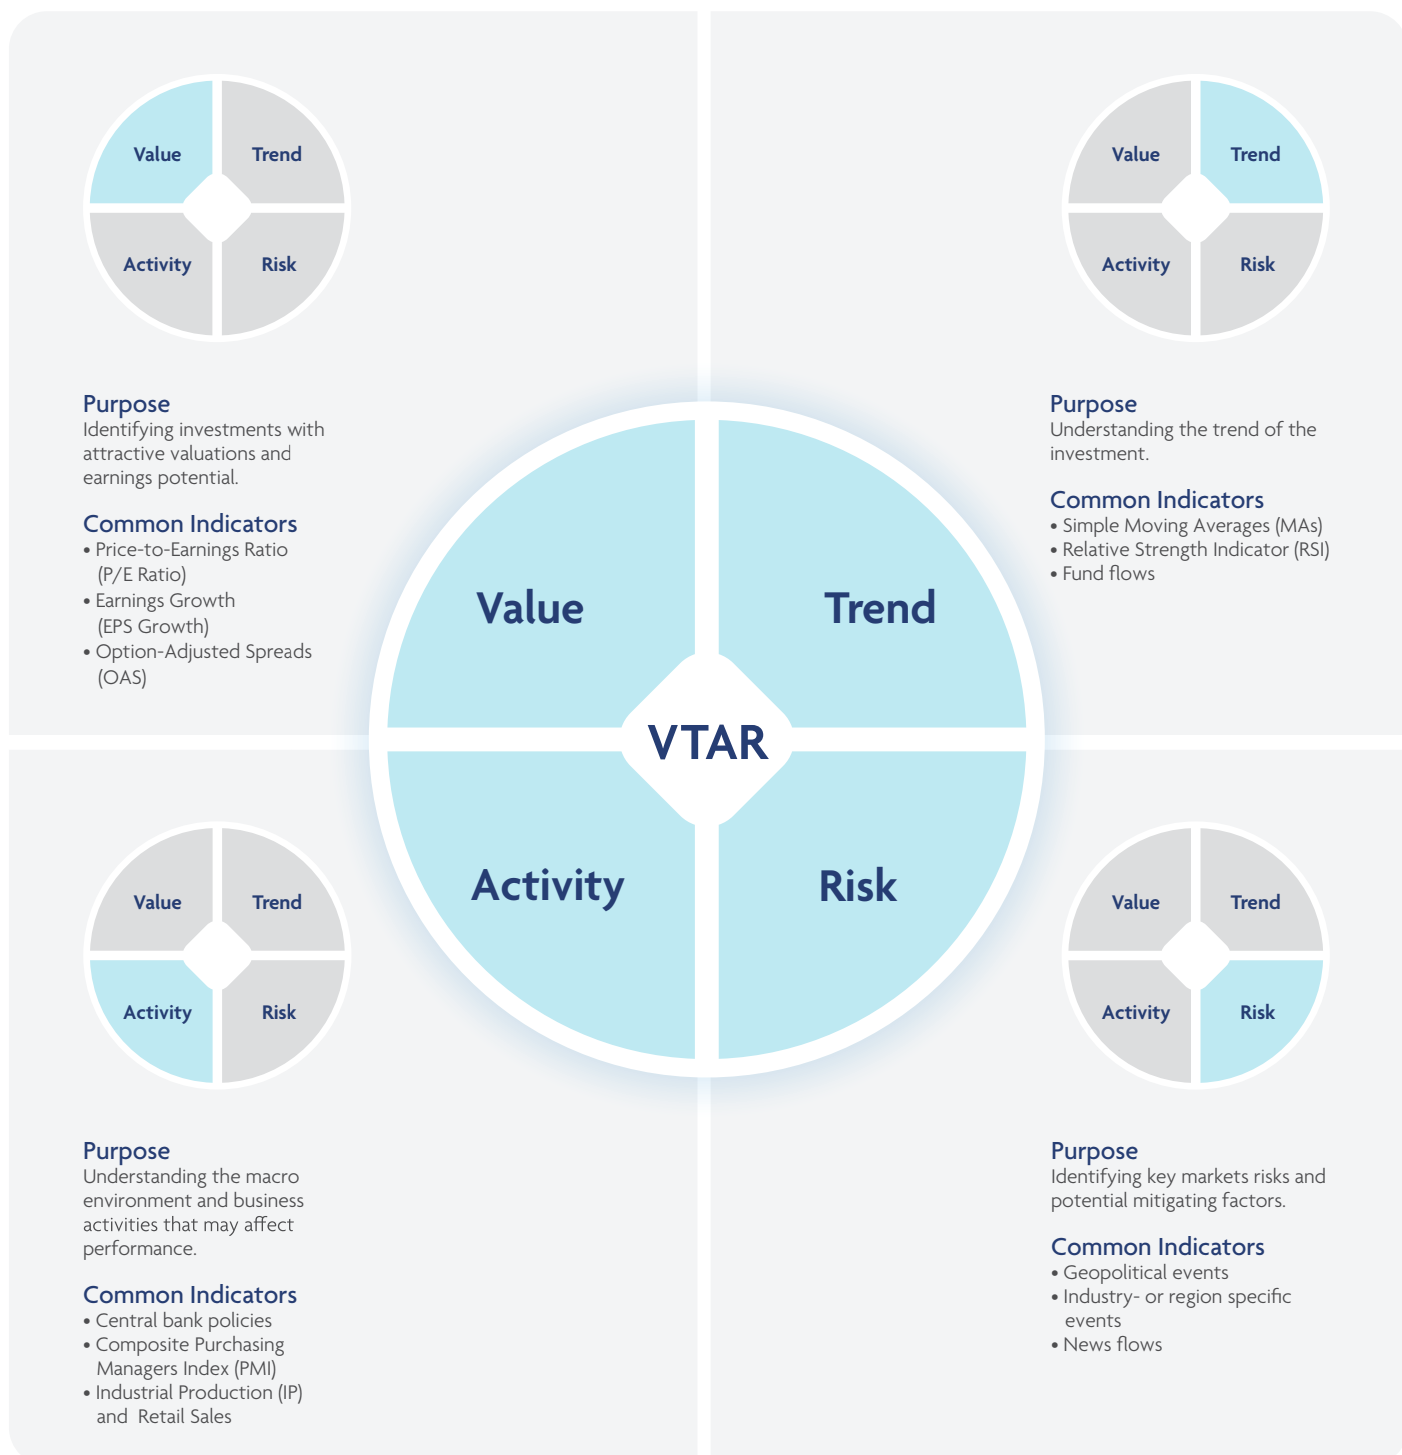 Value
Trend
Activity
Risk
Purpose
Identifying investments with
attractive valuations and
earnings potential.
Common Indicators
• Price-to-Earnings Ratio
(P/E Ratio)
• Earnings Growth
(EPS Growth)
• Option-Adjusted Spreads
(OAS)
Value
Trend
Activity
Risk
Purpose
Understanding the trend of the
investment.
Common Indicators
• Simple Moving Averages (MAs)
• Relative Strength Indicator (RSI)
• Fund flows
Value
Trend
VTAR
Activity
Risk
Value
Trend
Activity
Risk
Purpose
Understanding the macro
environment and business
activities that may affect
performance.
Common Indicators
• Central bank policies
• Composite Purchasing
Managers Index (PMI)
• Industrial Production (IP)
and Retail Sales
Value
Trend
Activity
Risk
Purpose
Identifying key markets risks and
potential mitigating factors.
Common Indicators
• Geopolitical events
• Industry- or region specific
events
• News flows